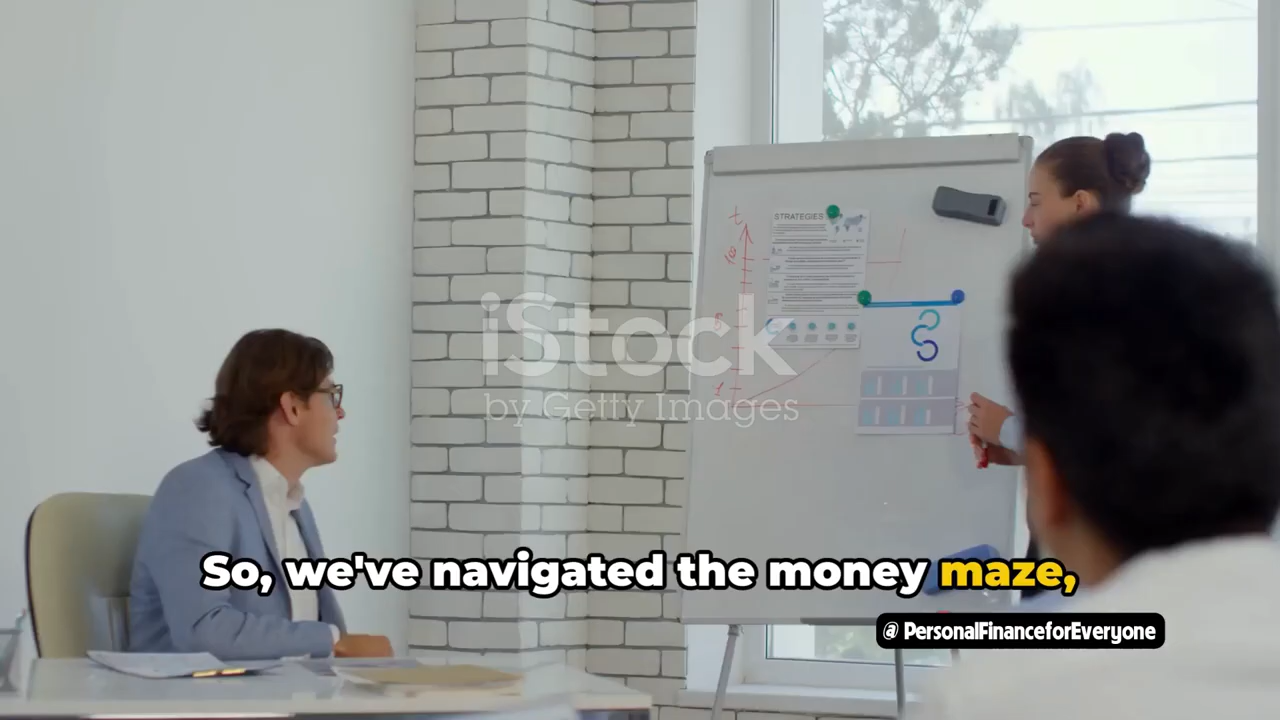 STRATEGIES
iStock
by Getty Images
So, we've navigated the money maze,
@ PersonalFinanceforEveryone